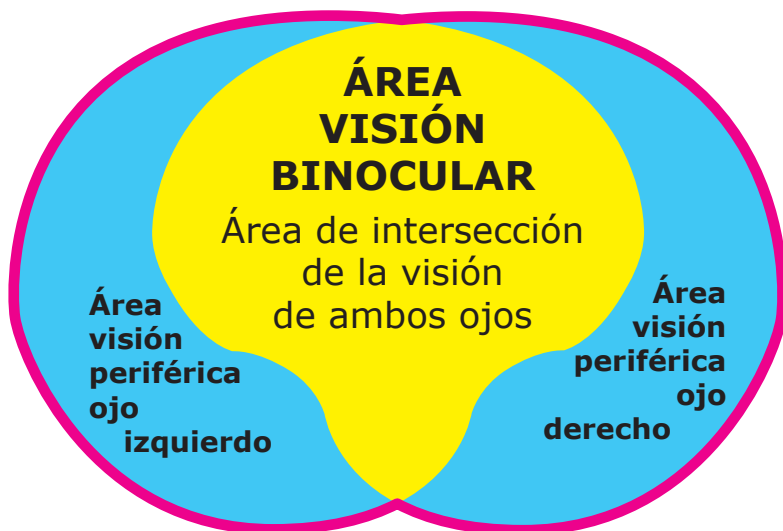 ÁREA
VISIÓN
BINOCULAR
Área de intersección
de la visión
de ambos ojos
Área
visión
periférica
ojo
izquierdo
Área
visión
periférica
ojo
derecho